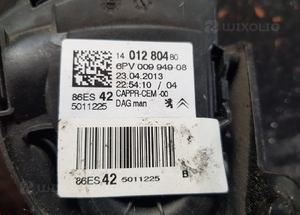 WIXOLIO
14 012 804 80
6PV 009 949-08
23.04.2013
22:54:10 / 04
86ES 42 CAPPR-CEM -00
5011225 DAG man
86ES 42 5011225 B